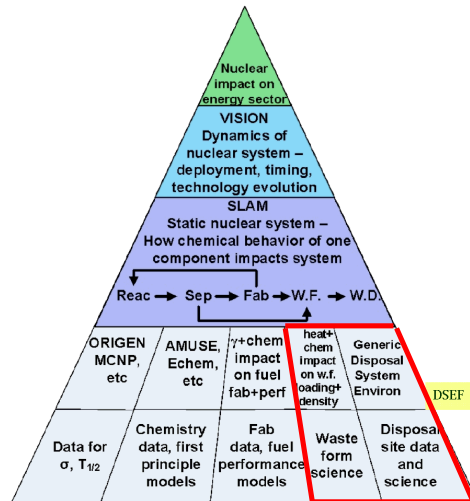 Nuclear
impact on
energy sector
VISION
Dynamics of
nuclear system –
deployment, timing,
technology evolution
SLAM
Static nuclear system –
How chemical behavior of one
component impacts system
Reac
Sep
Fab
W.F.
W.D.
ORIGEN
MCNP,
etc
AMUSE,
Echem,
etc
γ+chem
impact
on fuel
fab+perf
heat+
chem
impact
on w.f.
loading+
density
Generic
Disposal
System
Environ
DSEF
Data for
σ, T1/2
Chemistry
data, first
principle
models
Fab
data, fuel
performance
models
Waste
form
science
Disposal
site data
and
science